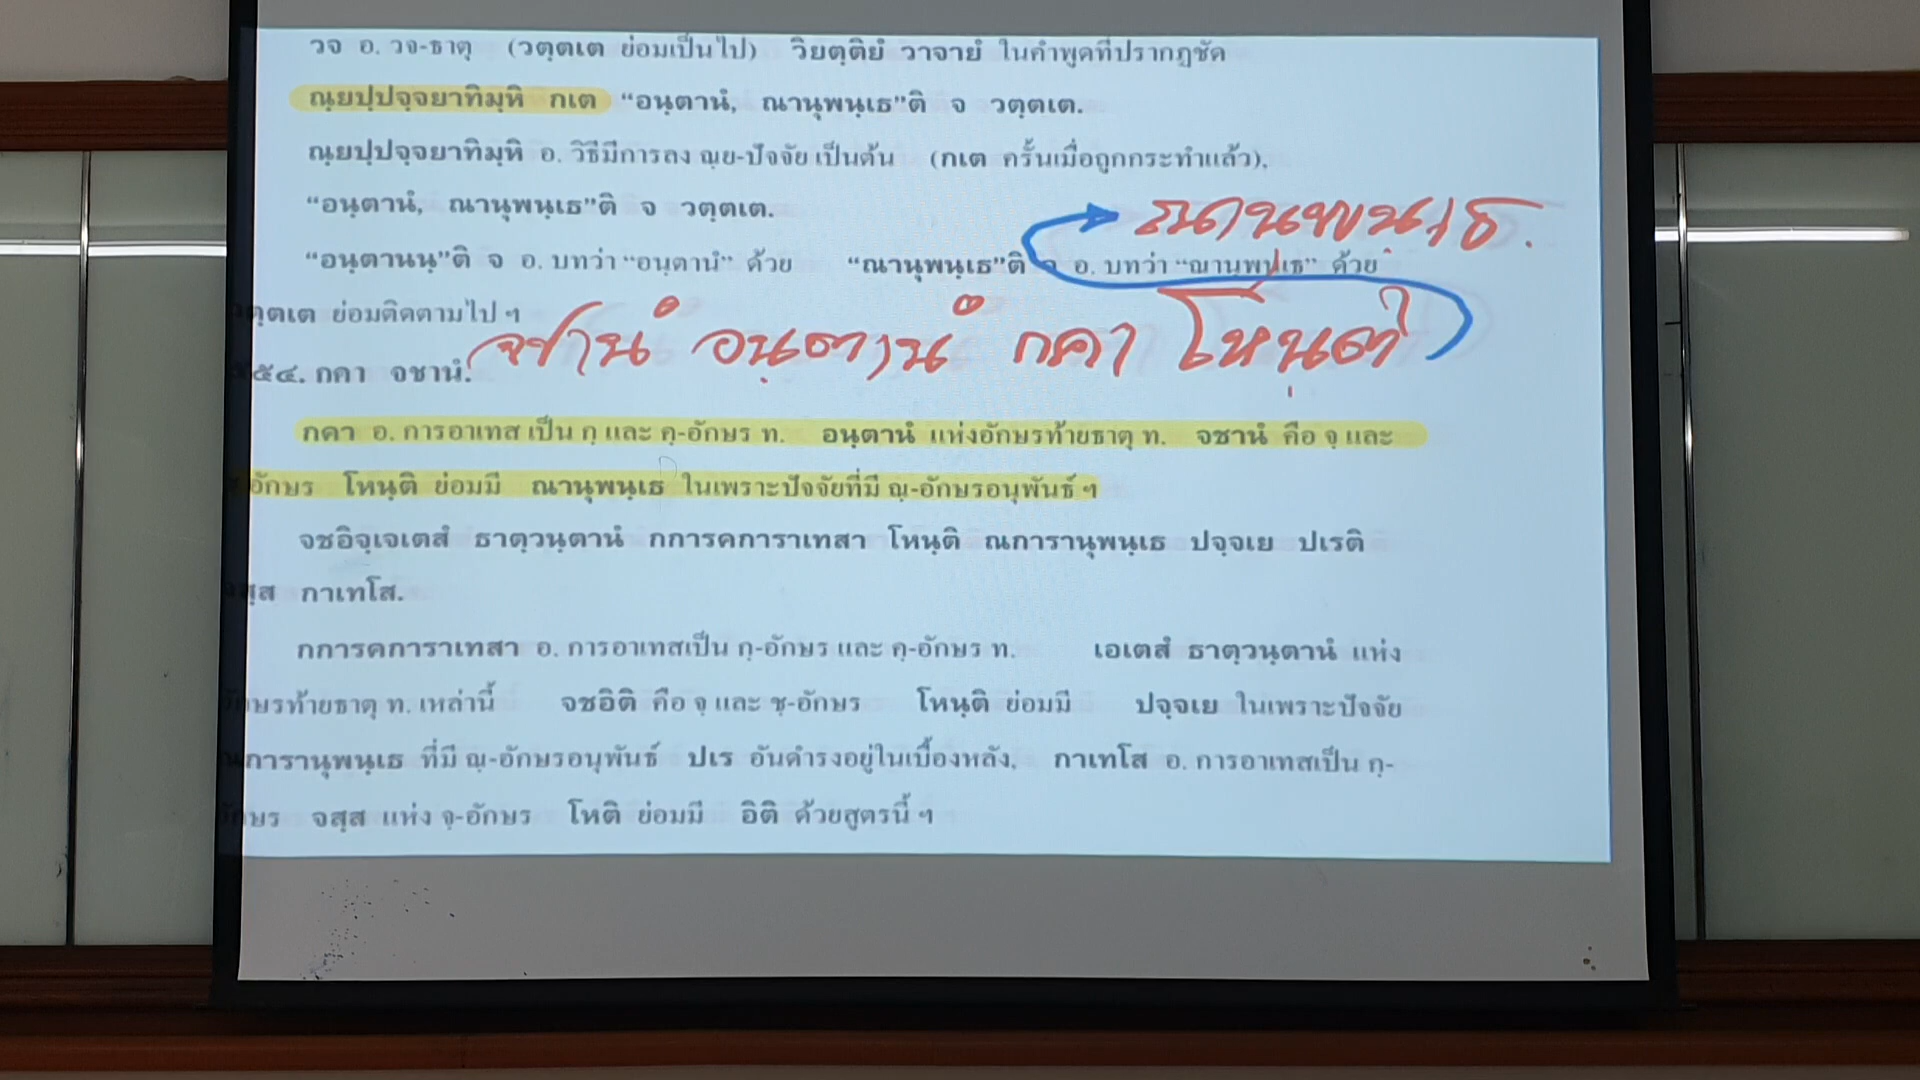 วจ อ. วจ-ธาตุ (วตฺตเต ย่อมเป็นไป) วิยตฺติยํ วาจายํ ในคำพูดที่ปรากฏชัด
ณฺยปฺปจฺจยาทิมฺหิ กเต “อนฺตานํ, ณานุพนฺเธ”ติ จ วตฺตเต.
ณฺยปฺปจฺจยาทิมฺหิ อ. วิธีมีการลง ณฺย-ปัจจัย เป็นต้น (กเต ครั้นเมื่อถูกกระทำแล้ว),
“อนฺตานํ, ณานุพนฺเธ”ติ จ วตฺตเต.
ณานุพนฺเธ.
“อนฺตานนฺ”ติ จ อ. บทว่า “อนฺตานํ” ด้วย “ณานุพนฺเธ”ติ จ อ. บทว่า “ณานุพนฺเธ” ด้วย
วตฺตเต ย่อมติดตามไป ฯ
จชานํ อนฺตานํ กคา โหนฺติ
๕๕๔. กคา จชานํ.
กคา อ. การอาเทส เป็น กฺ และ คฺ-อักษร ท. อนฺตานํ แห่งอักษรท้ายธาตุ ท. จชานํ คือ จฺ และ
อักษร โหนฺติ ย่อมมี ณานุพนฺเธ ในเพราะปัจจัยที่มี ณฺ-อักษรอนุพันธ์ ฯ
จชอิจฺเจเตสํ ธาตฺวนฺตานํ กการคการาเทสา โหนฺติ ณการานุพนฺเธ ปจฺจเย ปเรติ
จสฺส กาเทโส.
กการคการาเทสา อ. การอาเทสเป็น กฺ-อักษร และ คฺ-อักษร ท. เอเตสํ ธาตฺวนฺตานํ แห่ง
อักษรท้ายธาตุ ท. เหล่านี้ จชอิติ คือ จฺ และ ชฺ-อักษร โหนฺติ ย่อมมี ปจฺจเย ในเพราะปัจจัย
ณการานุพนฺเธ ที่มี ณฺ-อักษรอนุพันธ์ ปเร อันดำรงอยู่ในเบื้องหลัง, กาเทโส อ. การอาเทสเป็น กฺ-
อักษร จสฺส แห่ง จฺ-อักษร โหติ ย่อมมี อิติ ด้วยสูตรนี้ ฯ